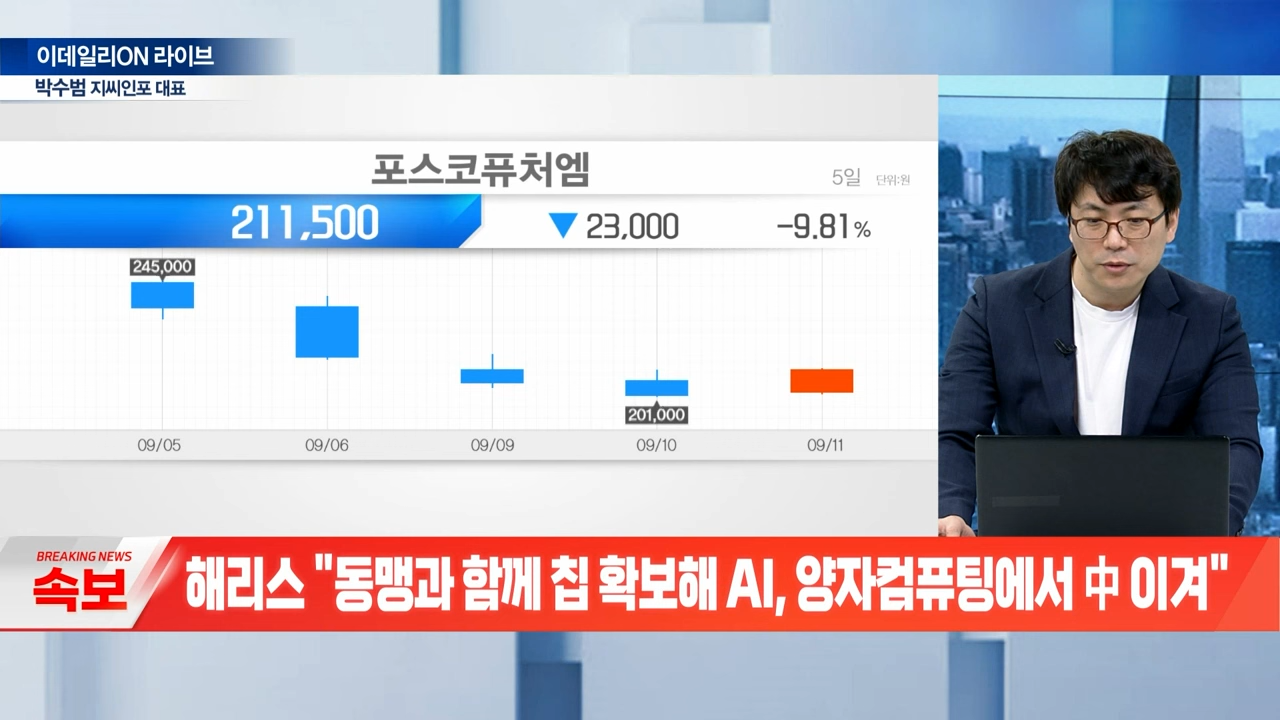 이데일리ON 라이브
박수범 지씨인포 대표
포스코퓨처엠
5일 단위:원
211,500 ▼ 23,000 -9.81%
245,000
201,000
09/05 09/06 09/09 09/10 09/11
BREAKING NEWS
속보
해리스 "동맹과 함께 칩 확보해 AI, 양자컴퓨팅에서 中 이겨"